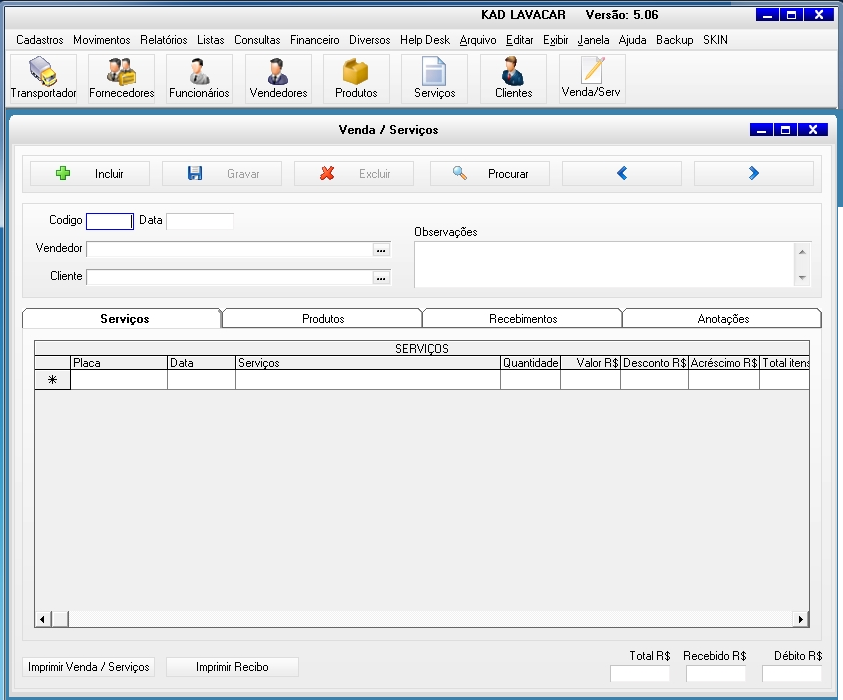 KAD LAVACAR Versão: 5.06
Cadastros Movimentos Relatórios Listas Consultas Financeiro Diversos Help Desk Arquivo Editar Exibir Janela Ajuda Backup SKIN
Transportador Fornecedores Funcionários Vendedores Produtos Serviços Clientes Venda/Serv
Venda / Serviços
Incluir Gravar Excluir Procurar
Codigo Data
Observações
Vendedor ...
Cliente ...
Serviços Produtos Recebimentos Anotações
SERVIÇOS
Placa Data Serviços Quantidade Valor R$ Desconto R$ Acréscimo R$ Total itens
Total R$ Recebido R$ Débito R$
Imprimir Venda / Serviços Imprimir Recibo